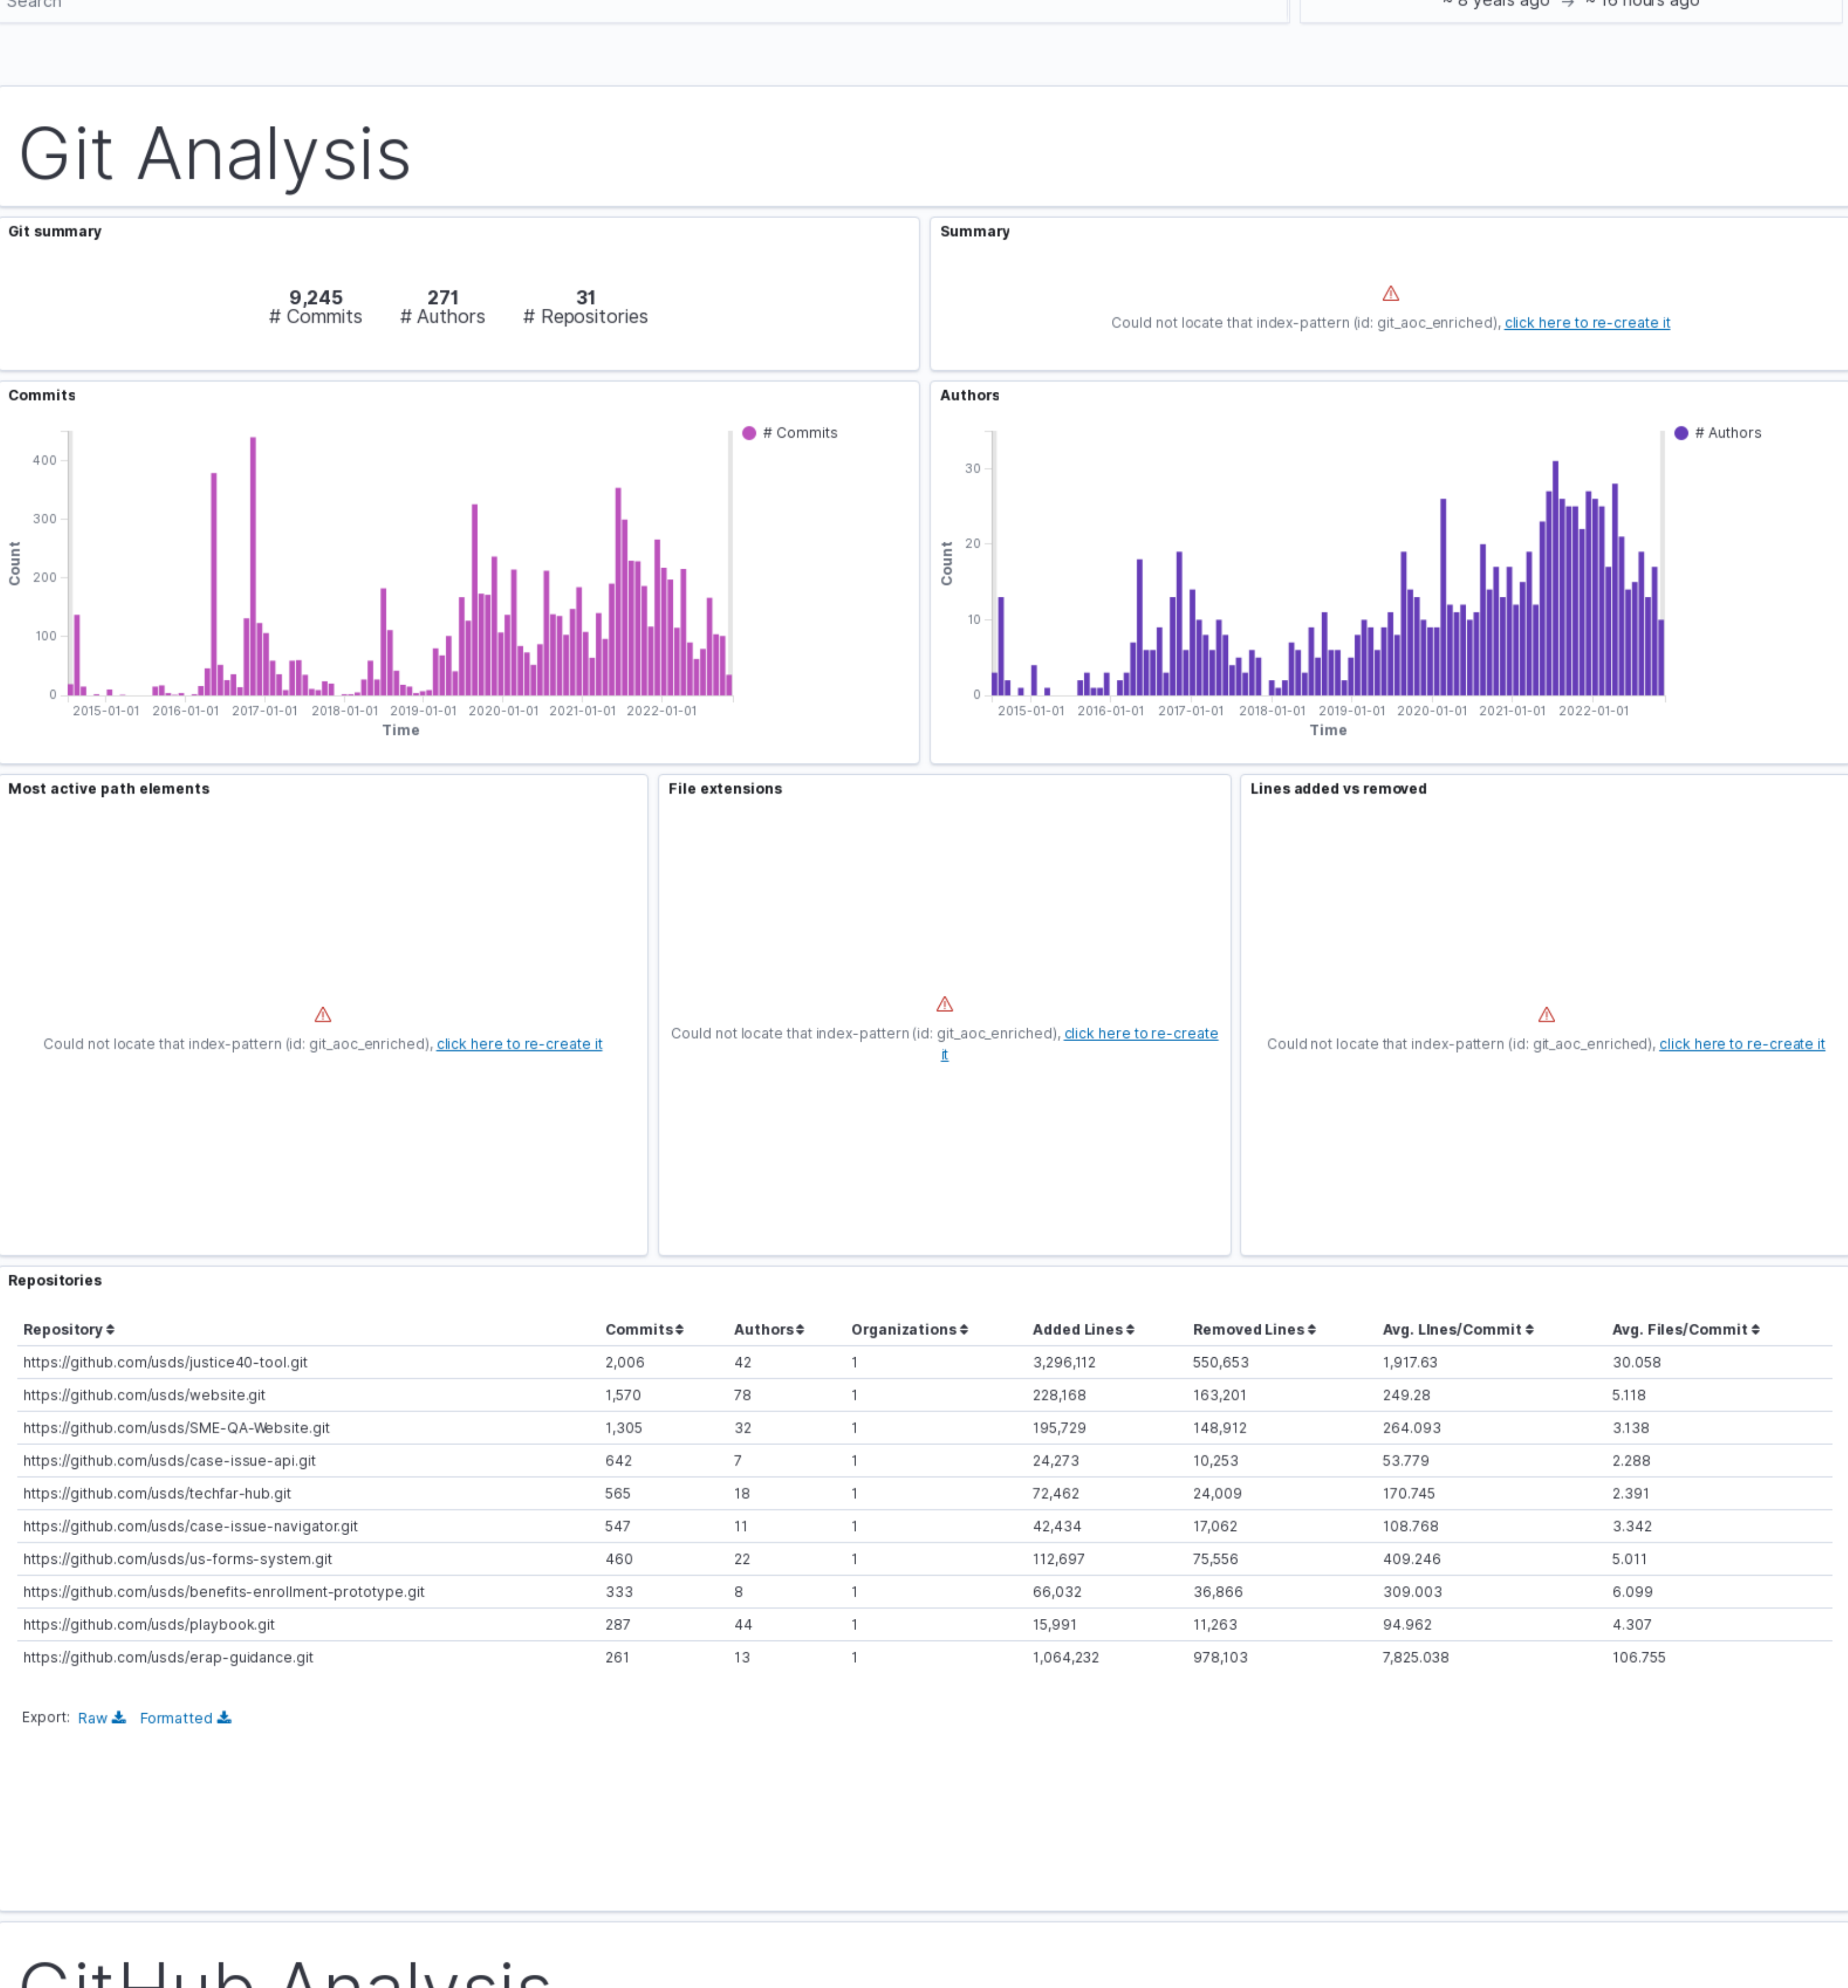 Search
~ 8 years ago → ~ 16 hours ago
Git Analysis
Git summary
9,245 271 31
# Commits # Authors # Repositories
Summary
Could not locate that index-pattern (id: git_aoc_enriched), click here to re-create it
Commits
# Commits
400
300
200
100
0
Count
2015-01-01 2016-01-01 2017-01-01 2018-01-01 2019-01-01 2020-01-01 2021-01-01 2022-01-01
Time
Authors
# Authors
30
20
10
0
Count
2015-01-01 2016-01-01 2017-01-01 2018-01-01 2019-01-01 2020-01-01 2021-01-01 2022-01-01
Time
Most active path elements
Could not locate that index-pattern (id: git_aoc_enriched), click here to re-create it
File extensions
Could not locate that index-pattern (id: git_aoc_enriched), click here to re-create
it
Lines added vs removed
Could not locate that index-pattern (id: git_aoc_enriched), click here to re-create it
Repositories
Repository Commits Authors Organizations Added Lines Removed Lines Avg. LInes/Commit Avg. Files/Commit
https://github.com/usds/justice40-tool.git 2,006 42 1 3,296,112 550,653 1,917.63 30.058
https://github.com/usds/website.git 1,570 78 1 228,168 163,201 249.28 5.118
https://github.com/usds/SME-QA-Website.git 1,305 32 1 195,729 148,912 264.093 3.138
https://github.com/usds/case-issue-api.git 642 7 1 24,273 10,253 53.779 2.288
https://github.com/usds/techfar-hub.git 565 18 1 72,462 24,009 170.745 2.391
https://github.com/usds/case-issue-navigator.git 547 11 1 42,434 17,062 108.768 3.342
https://github.com/usds/us-forms-system.git 460 22 1 112,697 75,556 409.246 5.011
https://github.com/usds/benefits-enrollment-prototype.git 333 8 1 66,032 36,866 309.003 6.099
https://github.com/usds/playbook.git 287 44 1 15,991 11,263 94.962 4.307
https://github.com/usds/erap-guidance.git 261 13 1 1,064,232 978,103 7,825.038 106.755
Export: Raw Formatted
GitHub Analysis